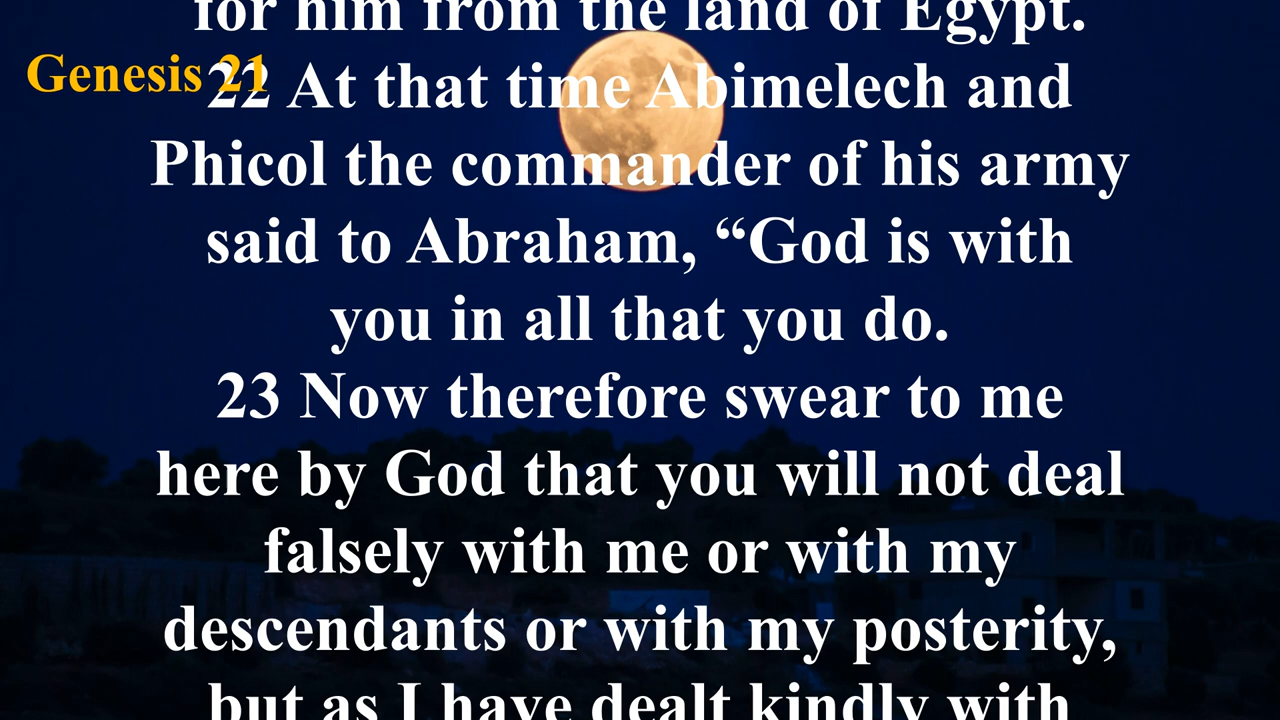 for him from the land of Egypt.
Genesis 21
22 At that time Abimelech and
Phicol the commander of his army
said to Abraham, “God is with
you in all that you do.
23 Now therefore swear to me
here by God that you will not deal
falsely with me or with my
descendants or with my posterity,
but as I have dealt kindly with